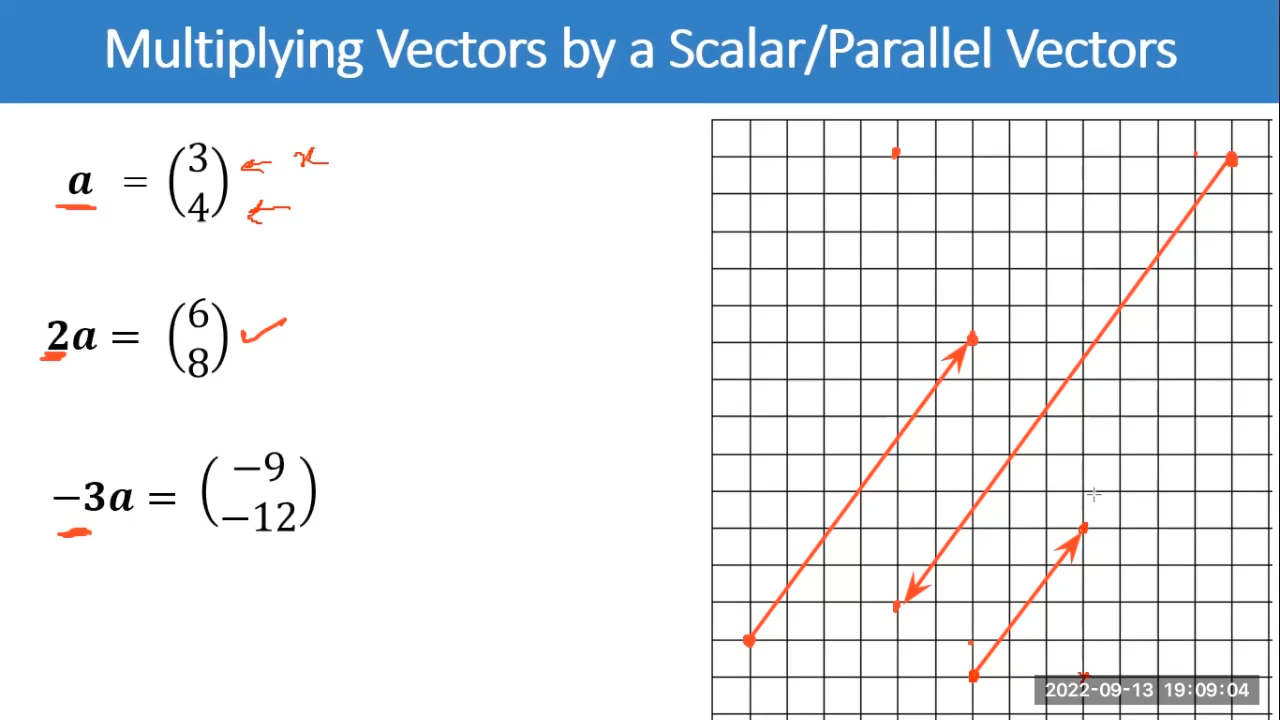 Multiplying Vectors by a Scalar/Parallel Vectors
a = (3 4) x
2a = (6 8)
−3a = (−9 −12)
2022-09-13 19:09:04